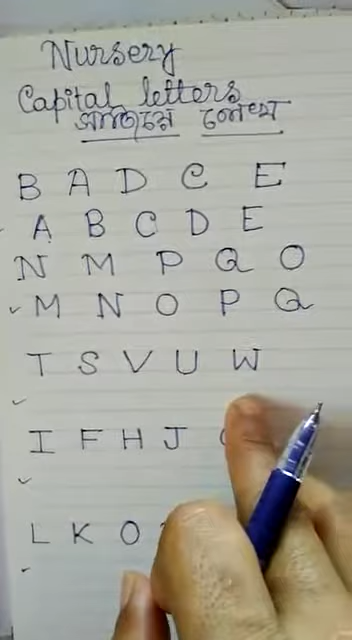 Nursery
Capital letters
সাজিয়ে লেখো
B A D C E
A B C D E
N M P Q O
M N O P Q
T S V U W
I F H J
L K O